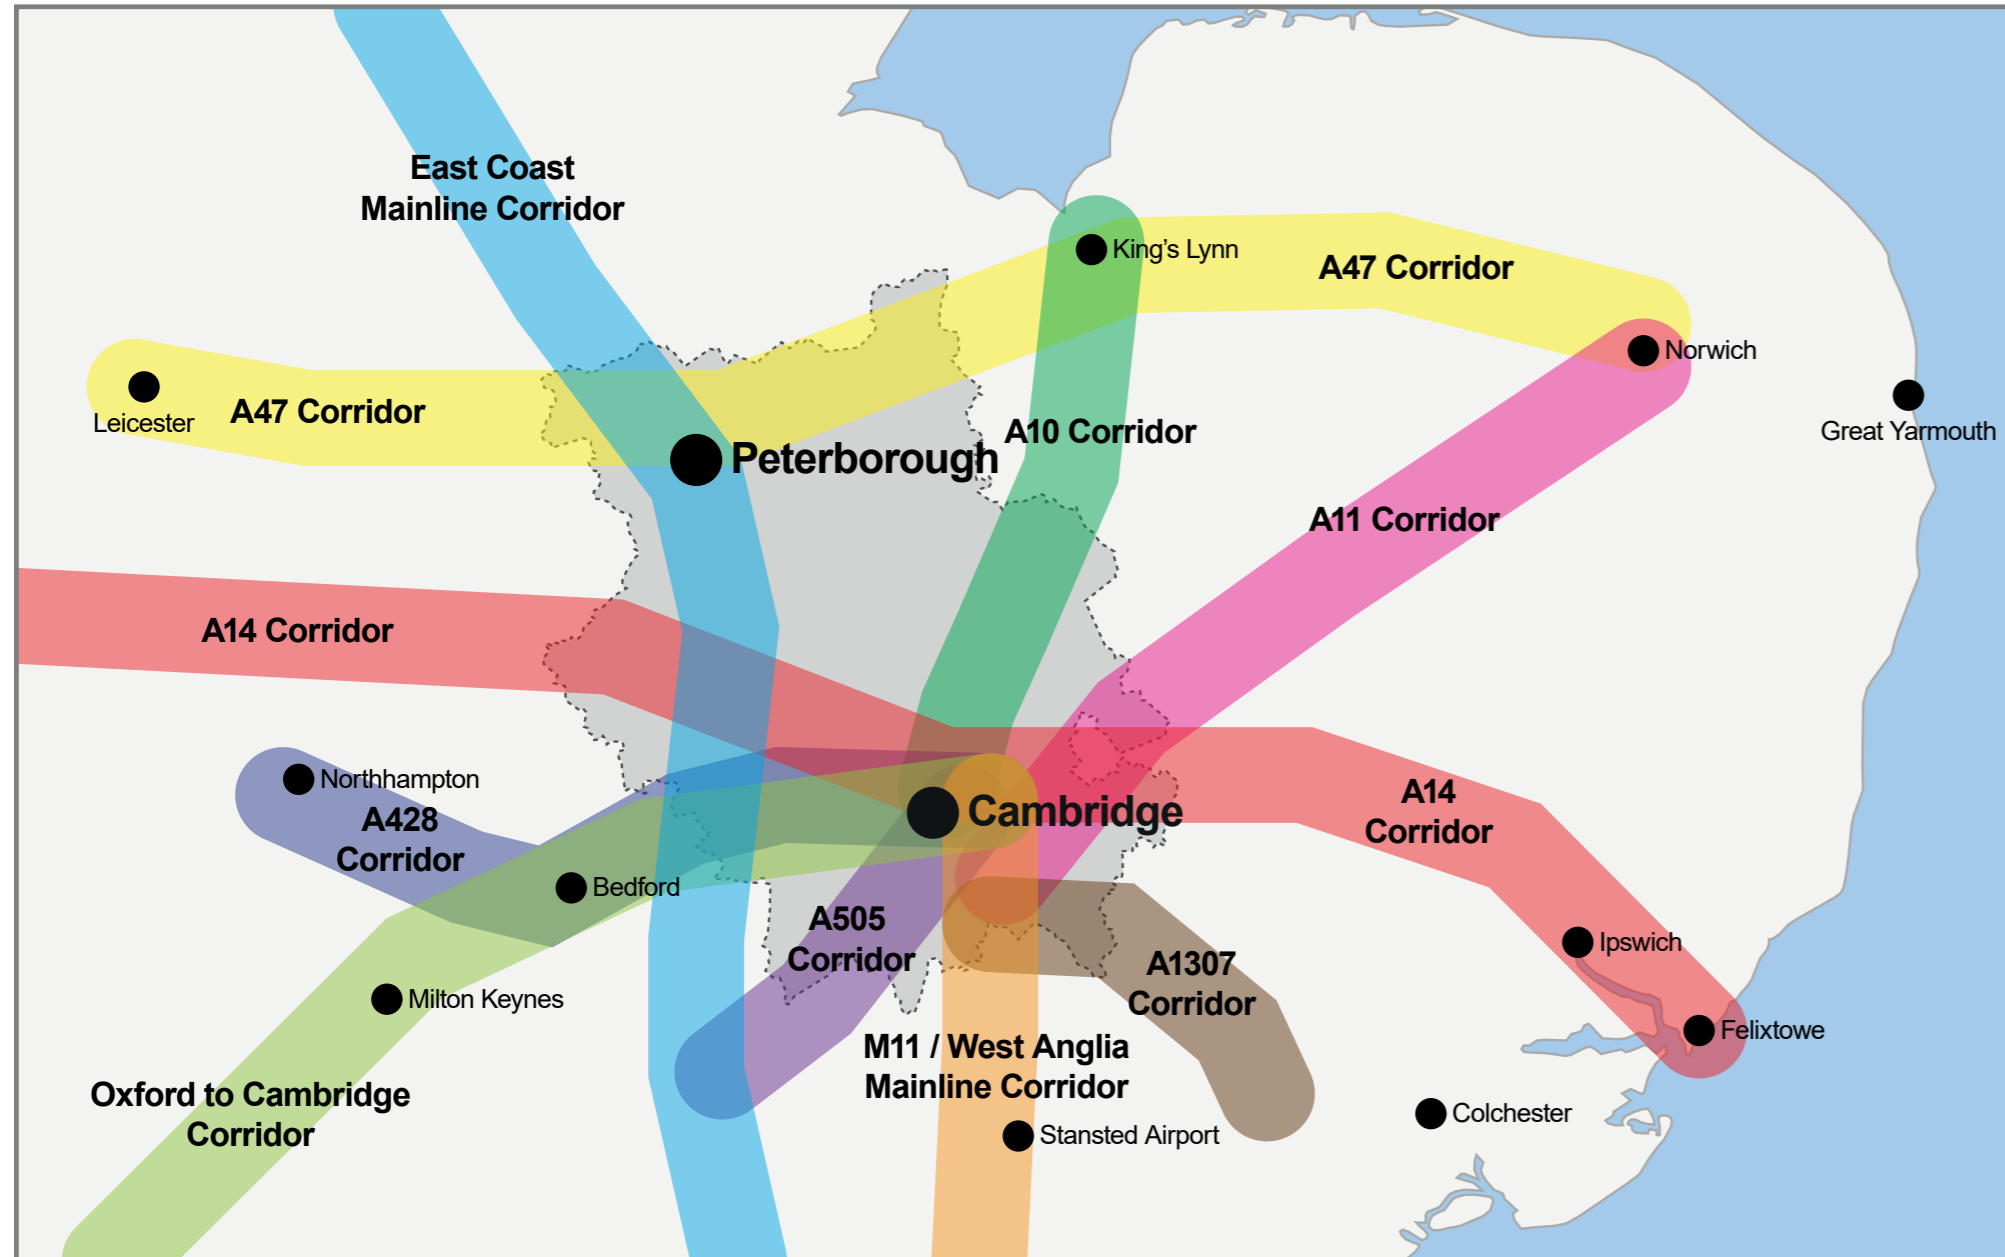 East Coast
Mainline Corridor
King's Lynn
A47 Corridor
Norwich
Leicester
A47 Corridor
Great Yarmouth
A10 Corridor
Peterborough
A11 Corridor
A14 Corridor
Northhampton
A428
Corridor
Cambridge
A14
Corridor
Bedford
A505
Corridor
Ipswich
A1307
Corridor
Milton Keynes
Felixtowe
M11 / West Anglia
Mainline Corridor
Oxford to Cambridge
Corridor
Colchester
Stansted Airport